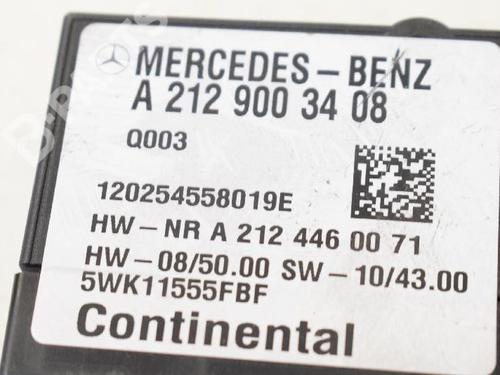 MERCEDES-BENZ
A 212 900 34 08
Q003
120254558019E
HW-NR A 212 446 00 71
HW-08/50.00 SW-10/43.00
5WK11555FBF
Continental